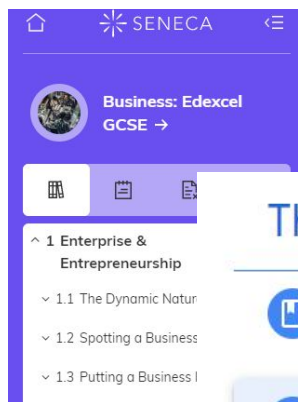 SENECA
Business: Edexcel
GCSE →
^ 1 Enterprise &
Entrepreneurship
˅ 1.1 The Dynamic Natur
˅ 1.2 Spotting a Business
˅ 1.3 Putting a Business